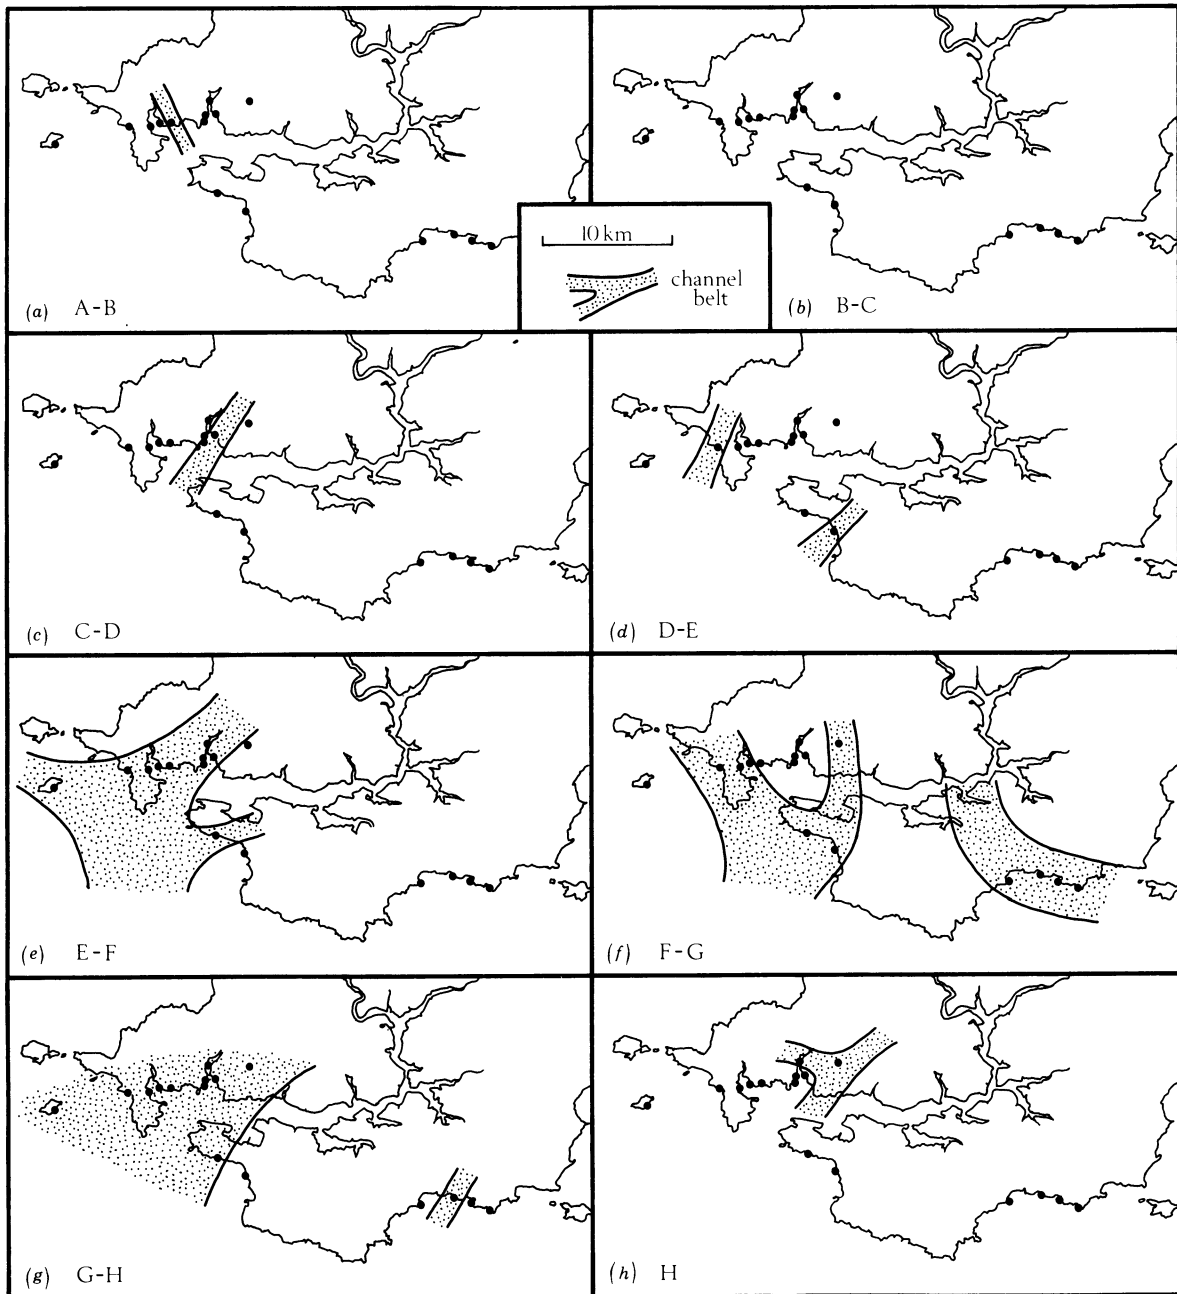 (a) A-B
10 km
channel
belt
(b) B-C
(c) C-D
(d) D-E
(e) E-F
(f) F-G
(g) G-H
(h) H